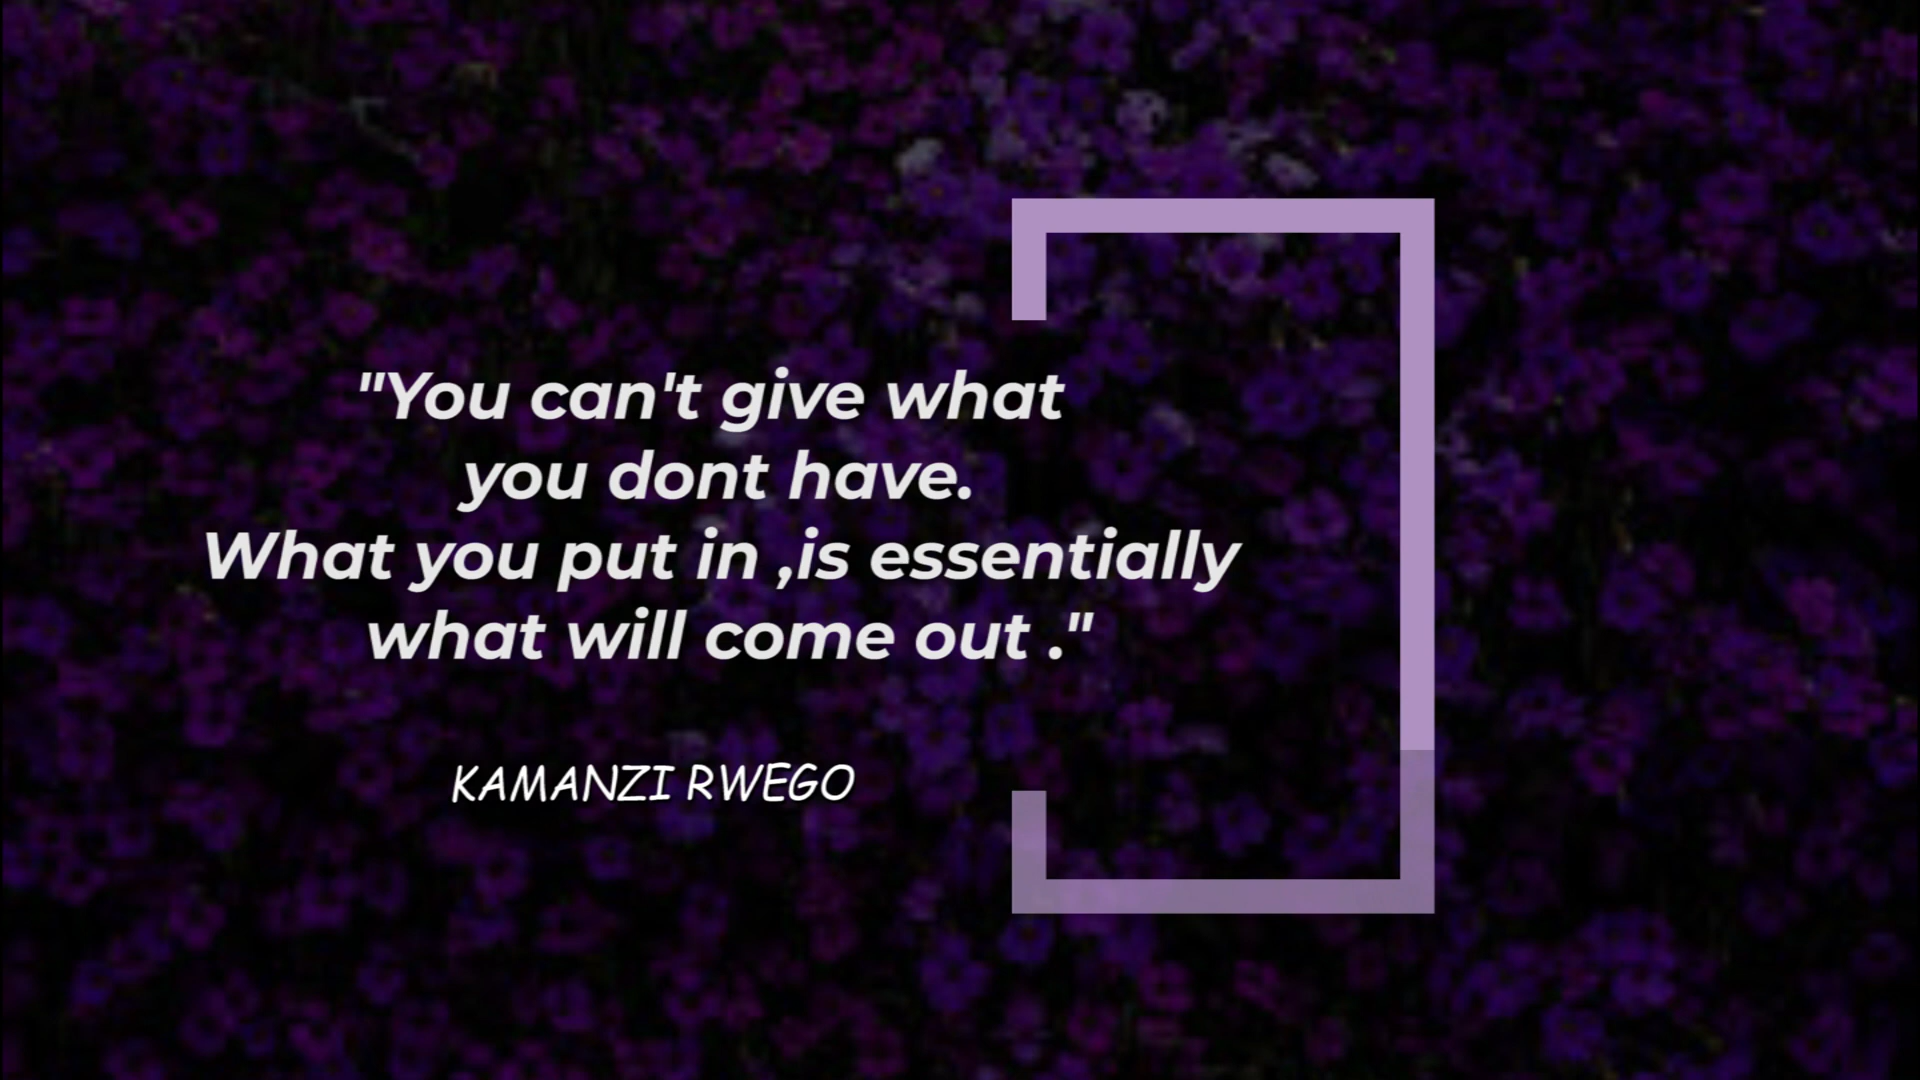 "You can't give what
you dont have.
What you put in ,is essentially
what will come out ."
KAMANZI RWEGO